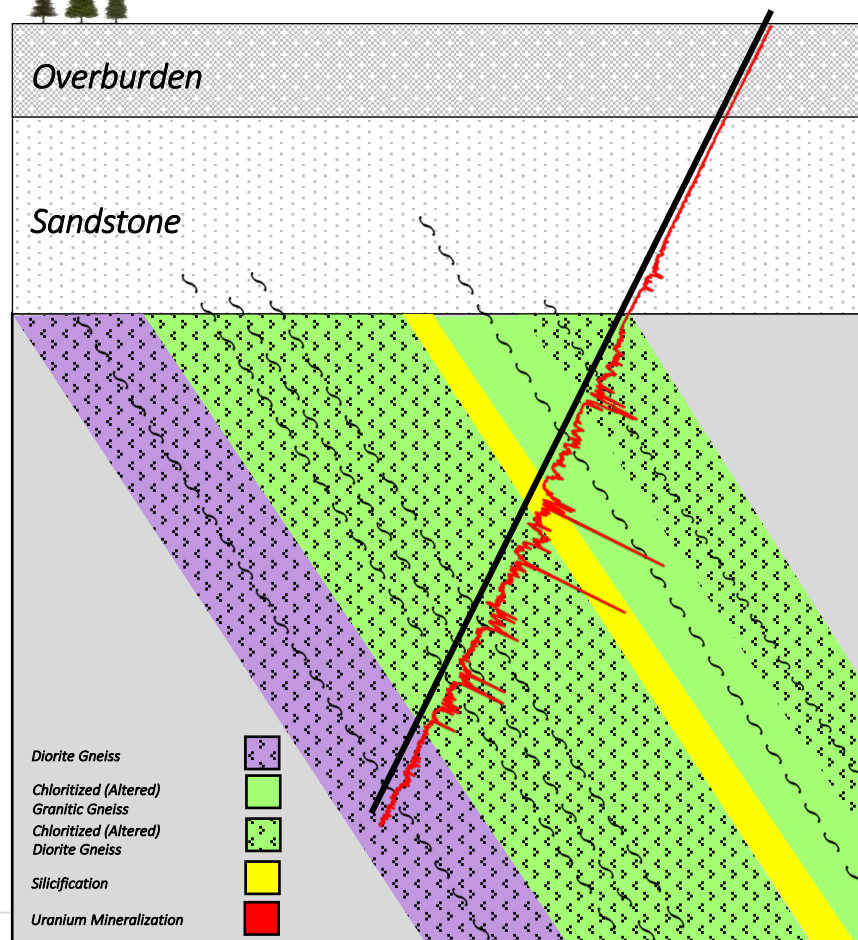 Overburden
Sandstone
Diorite Gneiss
Chloritized (Altered)
Granitic Gneiss
Chloritized (Altered)
Diorite Gneiss
Silicification
Uranium Mineralization